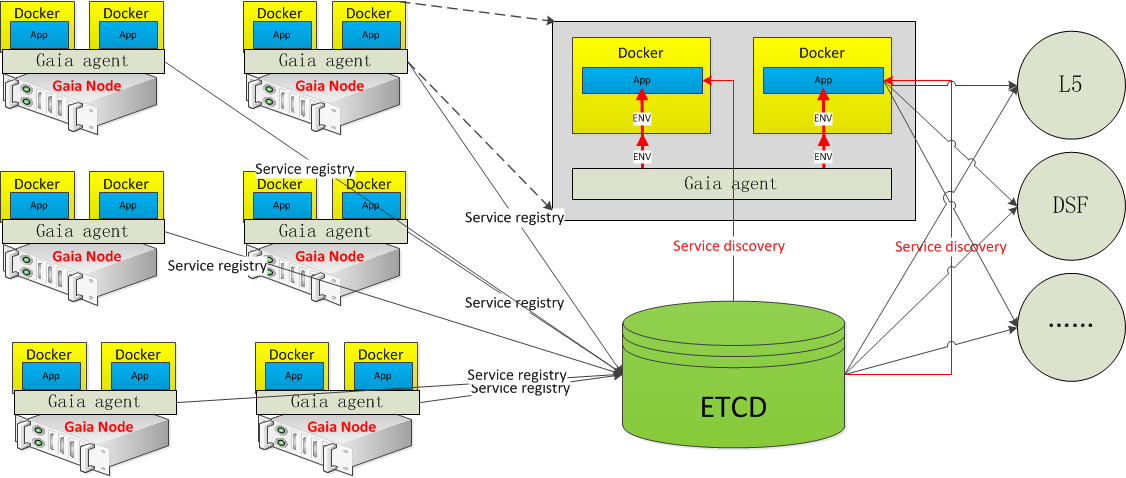 Docker
App
Docker
App
Gaia agent
Gaia Node
Docker
App
Docker
App
Gaia agent
Gaia Node
Docker
App
Docker
App
Gaia agent
Gaia Node
Docker
App
Docker
App
Gaia agent
Gaia Node
Docker
App
Docker
App
Gaia agent
Gaia Node
Docker
App
Docker
App
Gaia agent
Gaia Node
Service registry
Service registry
Service registry
Service registry
Service registry
Service registry
Docker
App
ENV
ENV
Docker
App
ENV
ENV
Gaia agent
Service discovery
Service discovery
ETCD
L5
DSF
……